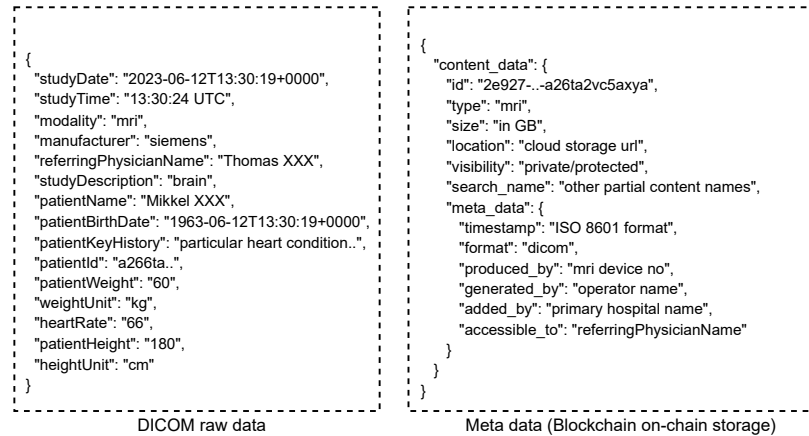 {
"studyDate": "2023-06-12T13:30:19+0000",
"studyTime": "13:30:24 UTC",
"modality": "mri",
"manufacturer": "siemens",
"referringPhysicianName": "Thomas XXX",
"studyDescription": "brain",
"patientName": "Mikkel XXX",
"patientBirthDate": "1963-06-12T13:30:19+0000",
"patientKeyHistory": "particular heart condition..",
"patientId": "a266ta..",
"patientWeight": "60",
"weightUnit": "kg",
"heartRate": "66",
"patientHeight": "180",
"heightUnit": "cm"
}
DICOM raw data
{
"content_data": {
"id": "2e927-..-a26ta2vc5axya",
"type": "mri",
"size": "in GB",
"location": "cloud storage url",
"visibility": "private/protected",
"search_name": "other partial content names",
"meta_data": {
"timestamp": "ISO 8601 format",
"format": "dicom",
"produced_by": "mri device no",
"generated_by": "operator name",
"added_by": "primary hospital name",
"accessible_to": "referringPhysicianName"
}
}
}
Meta data (Blockchain on-chain storage)